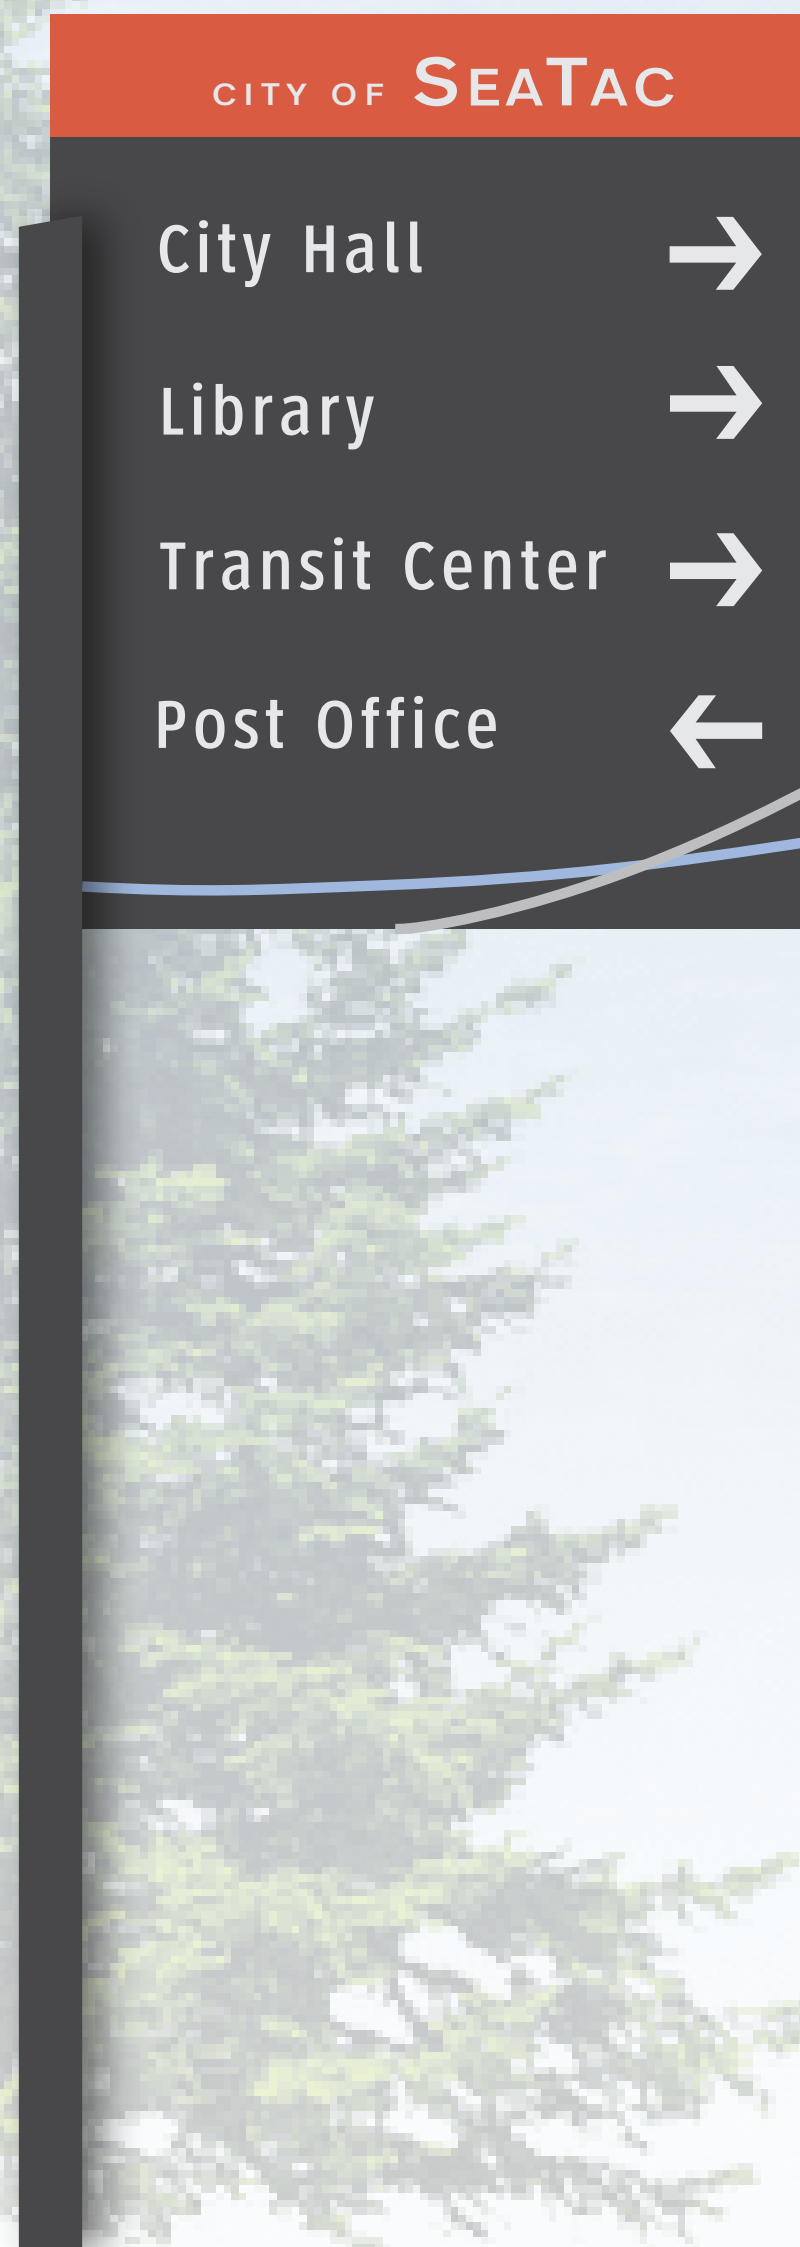 CITY OF SEATAC
City Hall →
Library →
Transit Center →
Post Office ←